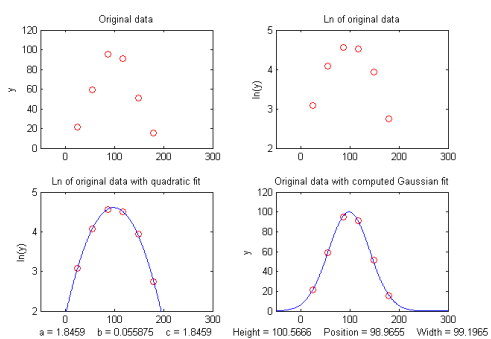 Original data
120
100
80
60
40
20
0
y
0 100 200 300
Ln of original data
5
4
3
2
ln(y)
0 100 200 300
Ln of original data with quadratic fit
5
4
3
2
ln(y)
0 100 200 300
a = 1.8459 b = 0.055875 c = 1.8459
Original data with computed Gaussian fit
120
100
80
60
40
20
0
y
0 100 200 300
Height = 100.5666 Position = 98.9655 Width = 99.1965